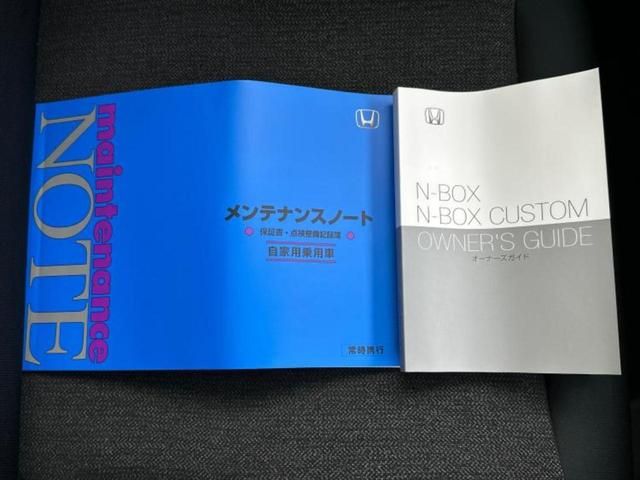 maintenance
NOTE
メンテナンスノート
保証書・点検整備記録簿
自家用乗用車
常時携行
N-BOX
N-BOX CUSTOM
OWNER'S GUIDE
オーナーズガイド